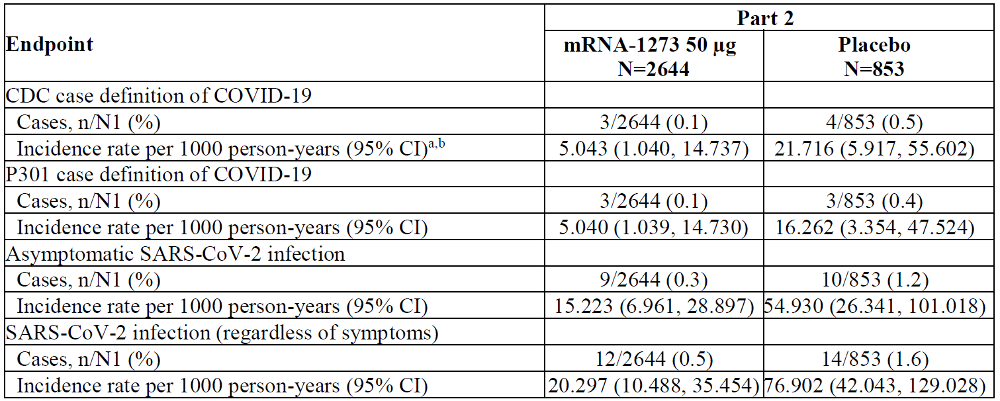 Endpoint
Part 2
mRNA-1273 50 µg
N=2644
Placebo
N=853
CDC case definition of COVID-19
Cases, n/N1 (%) 3/2644 (0.1) 4/853 (0.5)
Incidence rate per 1000 person-years (95% CI)a,b 5.043 (1.040, 14.737) 21.716 (5.917, 55.602)
P301 case definition of COVID-19
Cases, n/N1 (%) 3/2644 (0.1) 3/853 (0.4)
Incidence rate per 1000 person-years (95% CI) 5.040 (1.039, 14.730) 16.262 (3.354, 47.524)
Asymptomatic SARS-CoV-2 infection
Cases, n/N1 (%) 9/2644 (0.3) 10/853 (1.2)
Incidence rate per 1000 person-years (95% CI) 15.223 (6.961, 28.897) 54.930 (26.341, 101.018)
SARS-CoV-2 infection (regardless of symptoms)
Cases, n/N1 (%) 12/2644 (0.5) 14/853 (1.6)
Incidence rate per 1000 person-years (95% CI) 20.297 (10.488, 35.454) 76.902 (42.043, 129.028)